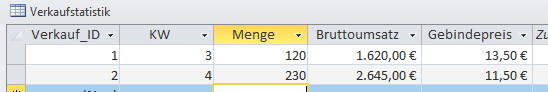 Verkaufstatistik
Verkauf_ID KW Menge Bruttoumsatz Gebindepreis
1 3 120 1.620,00 € 13,50 €
2 4 230 2.645,00 € 11,50 €